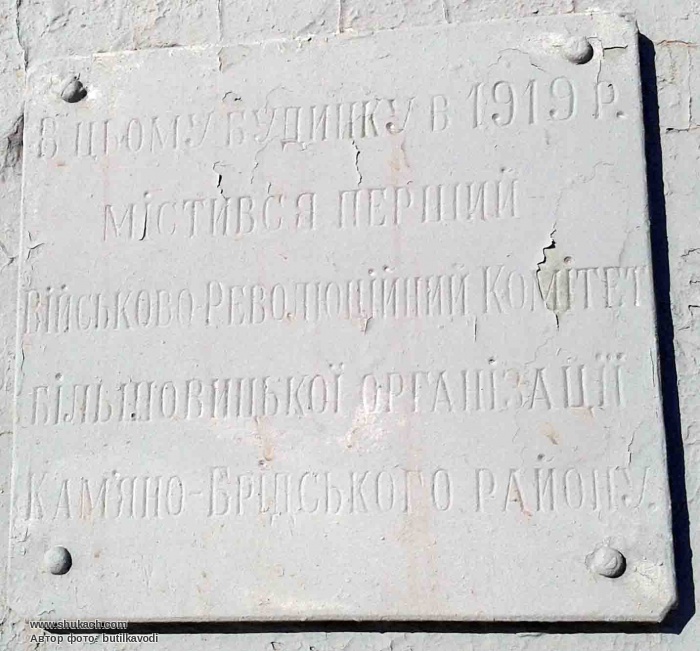 В цьому будинку в 1919 р.
містився перший
Військово-Революційний Комітет
більшовицької організації
Кам'яно-Брідського району.
www.shukach.com
Автор фото- butilkavodi